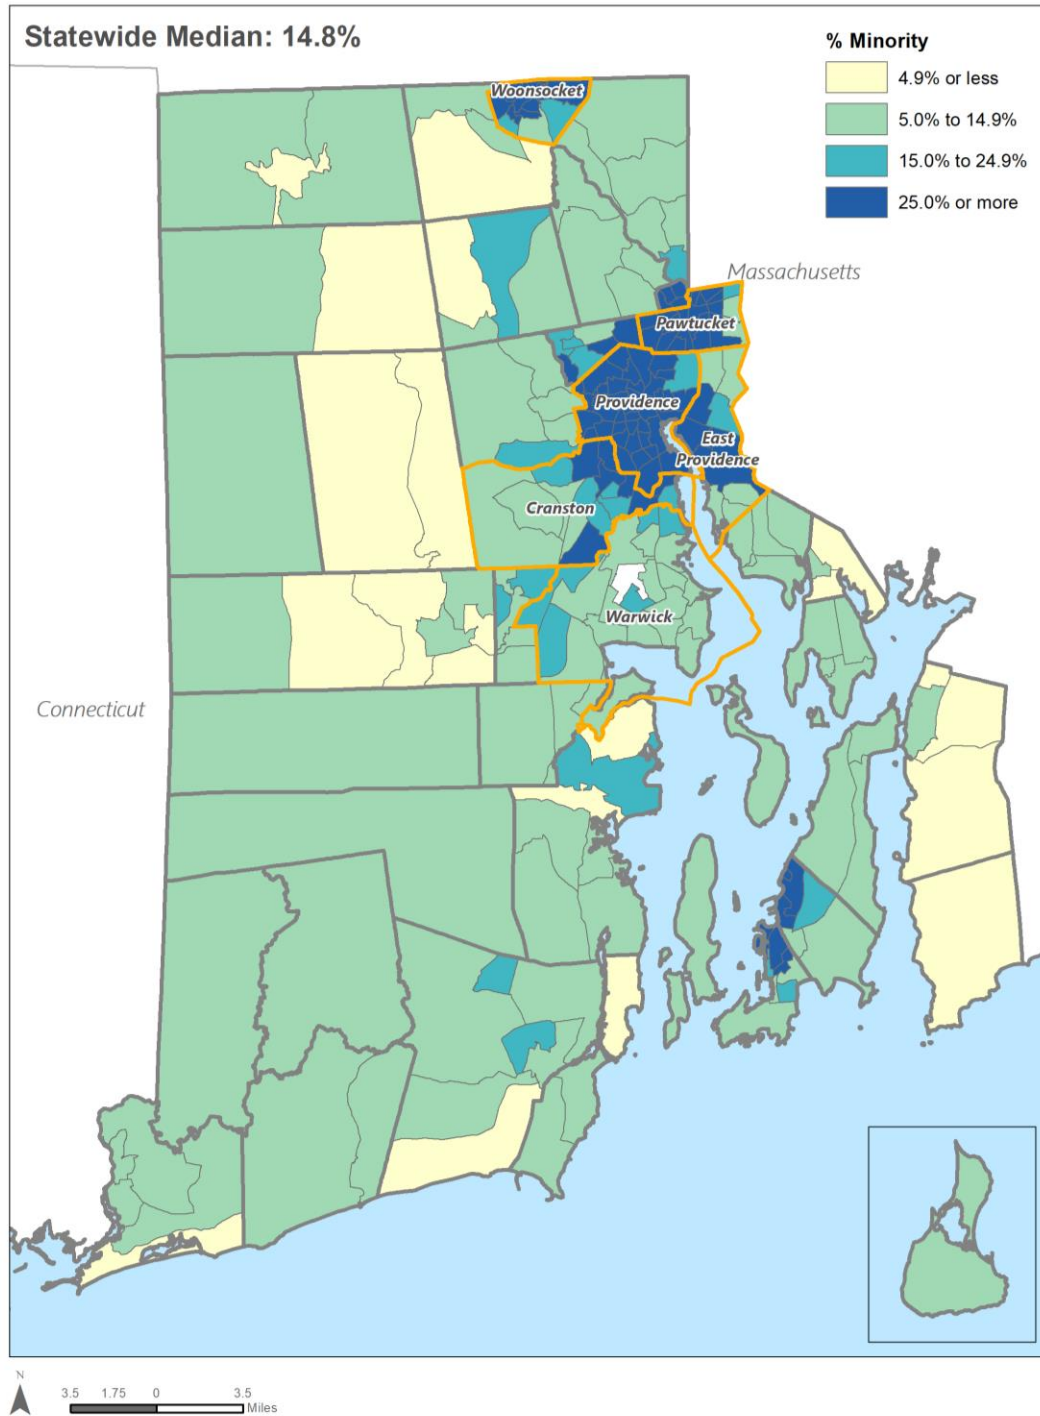 Statewide Median: 14.8%
% Minority
4.9% or less
5.0% to 14.9%
15.0% to 24.9%
25.0% or more
Woonsocket
Massachusetts
Pawtucket
Providence
East
Providence
Cranston
Warwick
Connecticut
N
3.5 1.75 0 3.5
Miles